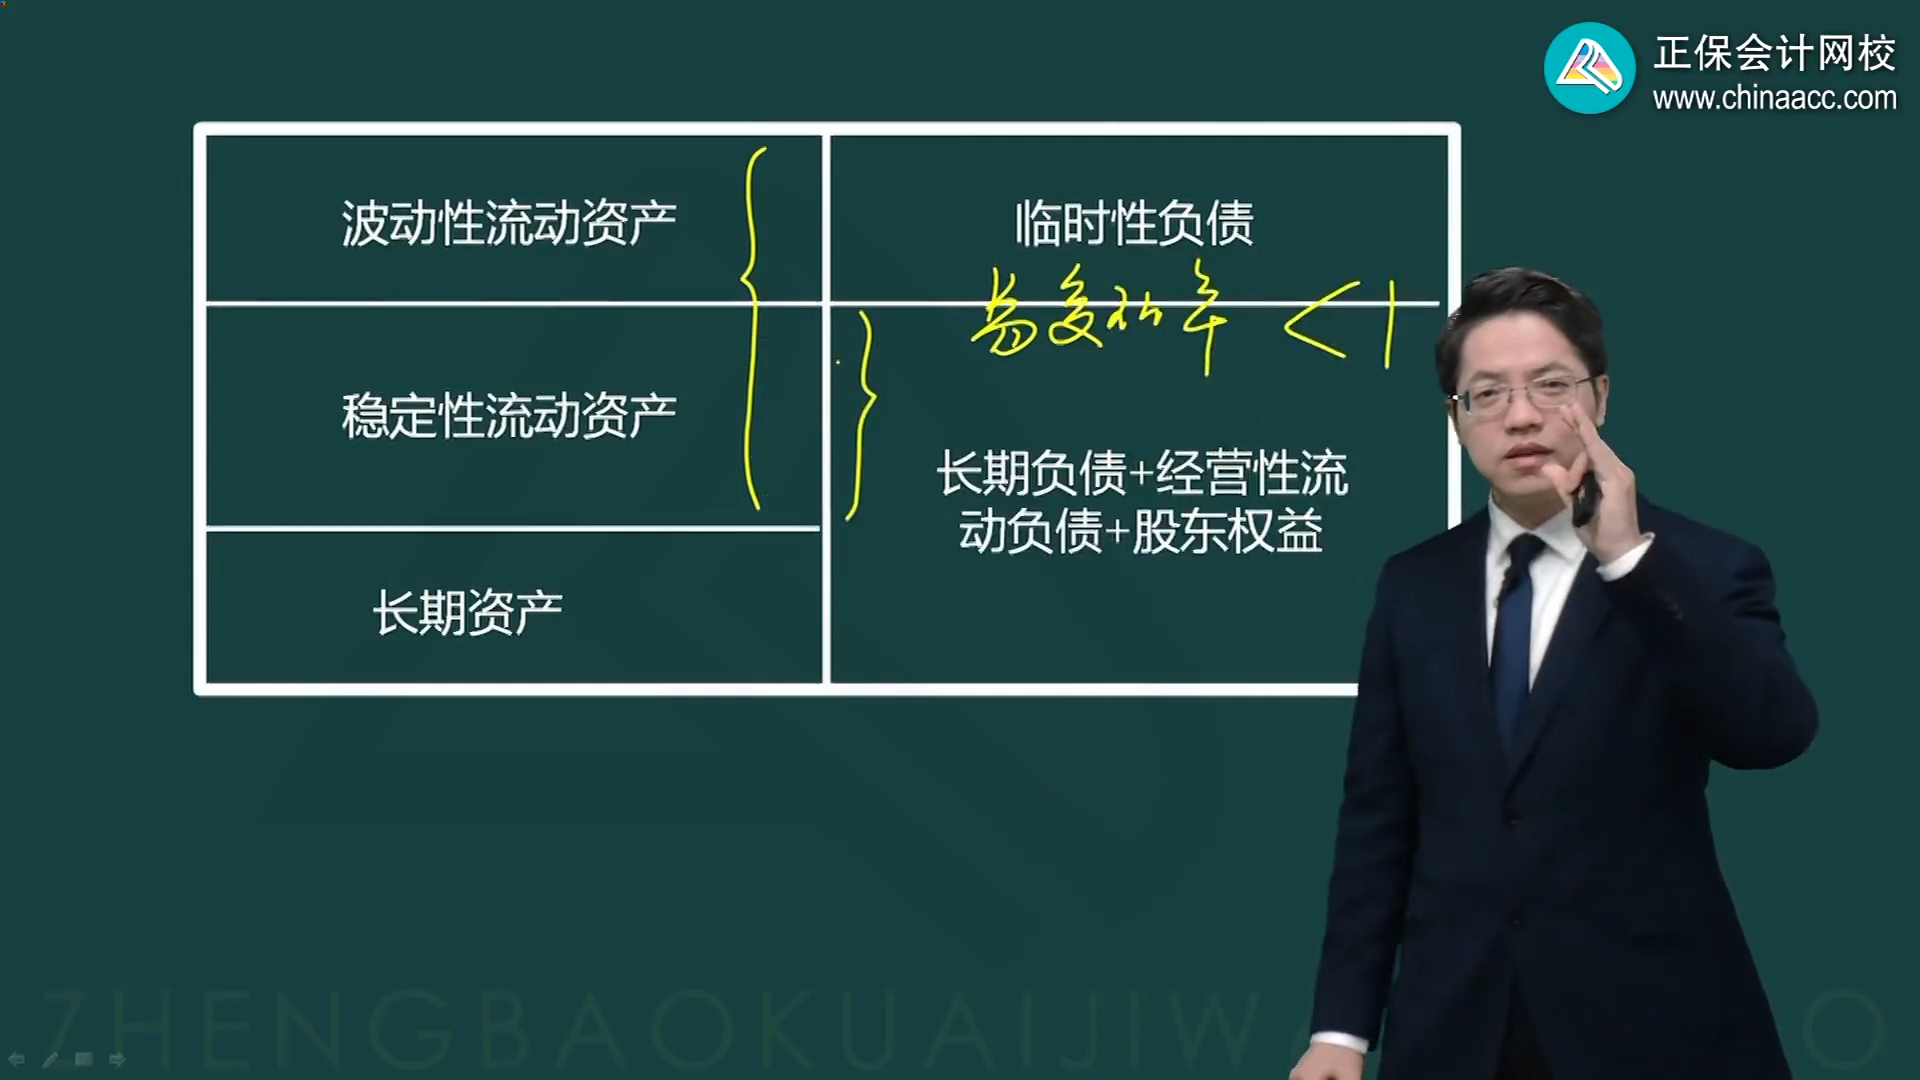 正保会计网校
www.chinaacc.com
波动性流动资产
临时性负债
易变现率 <1
稳定性流动资产
长期负债+经营性流
动负债+股东权益
长期资产
ZHENGBAOKUAIJIW
O